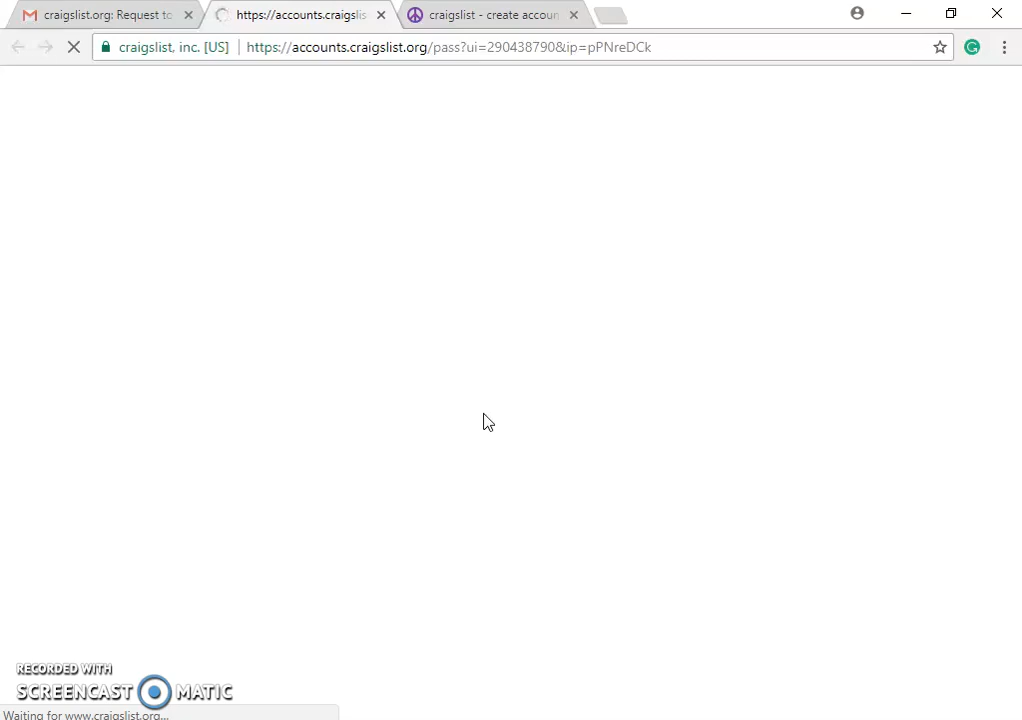 craigslist.org: Request to
https://accounts.craigslis
craigslist - create accoun
craigslist, inc. [US]
https://accounts.craigslist.org/pass?ui=290438790&ip=pPNreDCk
RECORDED WITH
SCREENCAST MATIC
Waiting for www.craigslist.org...